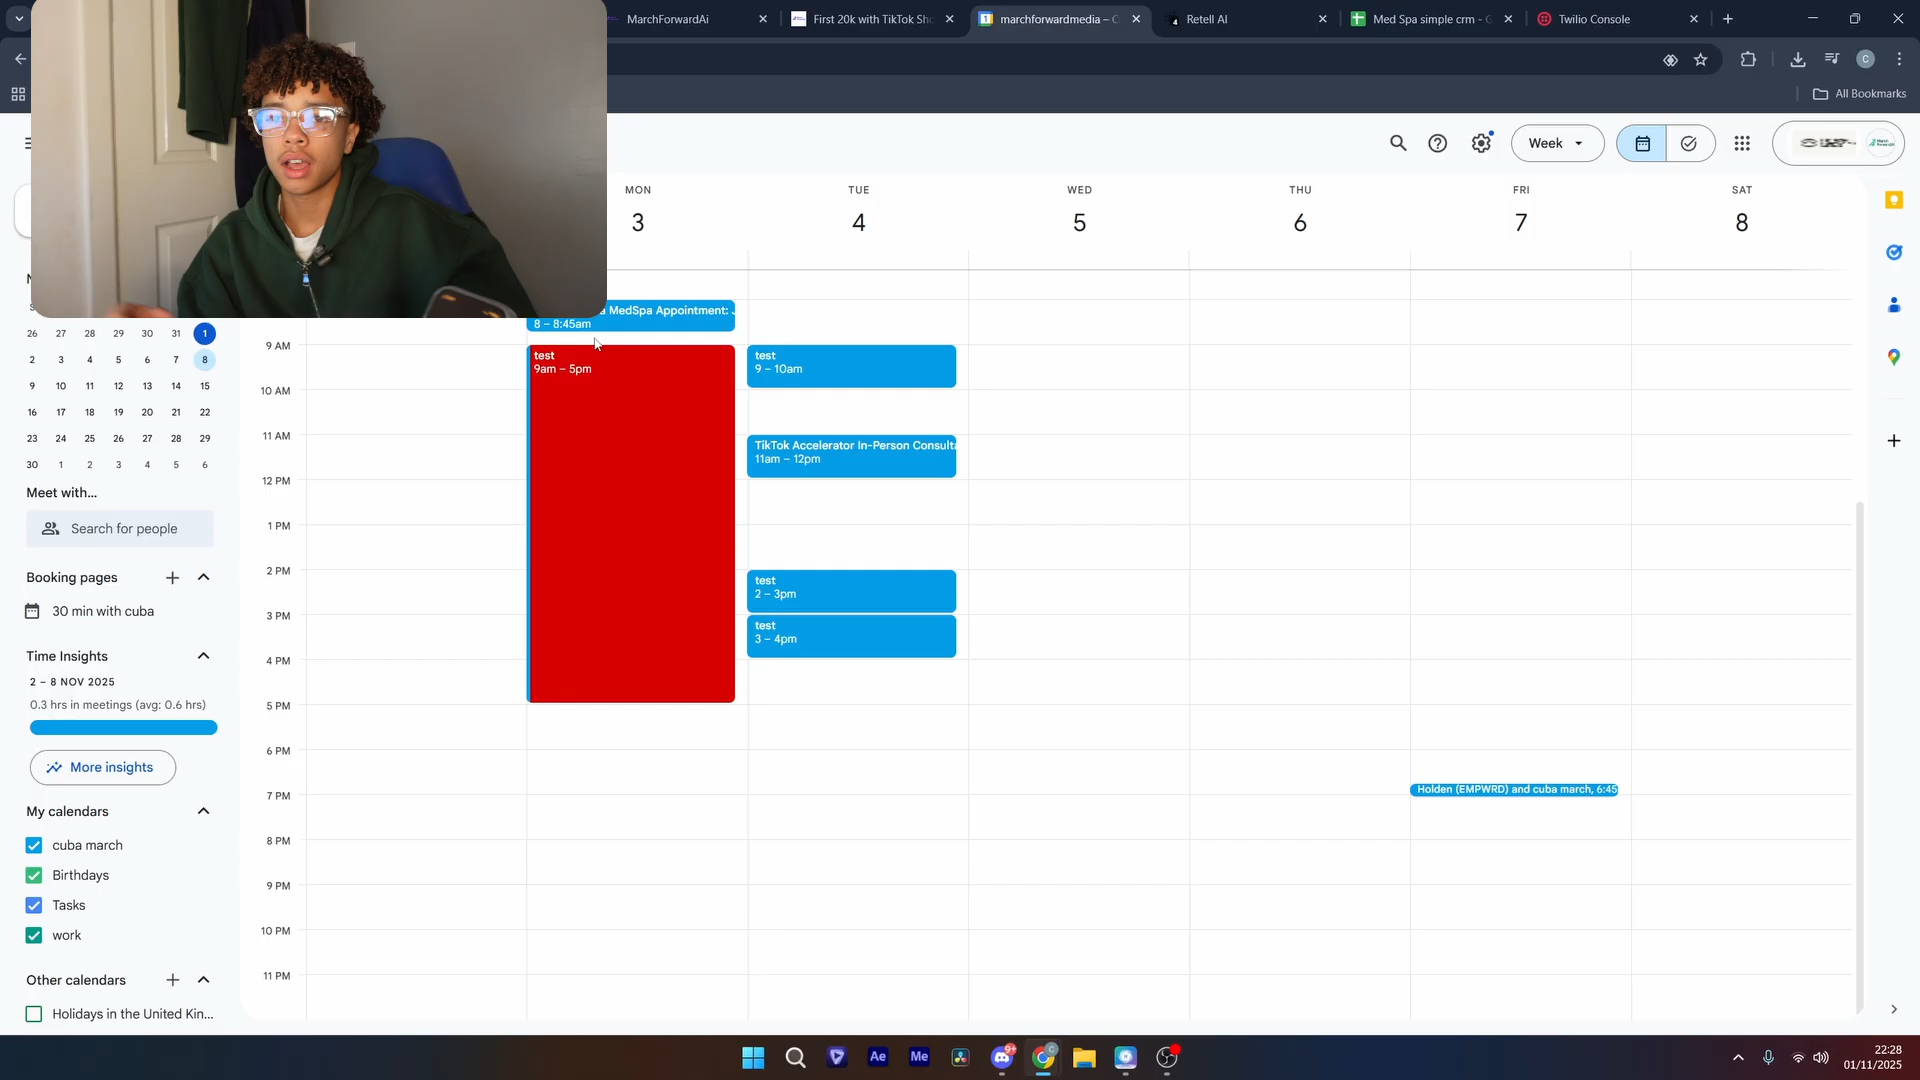 MarchForwardAi
First 20k with TikTok Sho
marchforwardmedia – C
Retell AI
Med Spa simple crm - G
Twilio Console
C
All Bookmarks
Week
MON
TUE
WED
THU
FRI
SAT
3
4
5
6
7
8
26 27 28 29 30 31 1
2 3 4 5 6 7 8
9 10 11 12 13 14 15
16 17 18 19 20 21 22
23 24 25 26 27 28 29
30 1 2 3 4 5 6
Meet with...
Search for people
Booking pages
30 min with cuba
Time Insights
2 – 8 NOV 2025
0.3 hrs in meetings (avg: 0.6 hrs)
More insights
My calendars
cuba march
Birthdays
Tasks
work
Other calendars
Holidays in the United Kin...
9 AM
10 AM
11 AM
12 PM
1 PM
2 PM
3 PM
4 PM
5 PM
6 PM
7 PM
8 PM
9 PM
10 PM
11 PM
MedSpa Appointment:
8 – 8:45am
test
9am – 5pm
test
9 – 10am
TikTok Accelerator In-Person Consulta
11am – 12pm
test
2 – 3pm
test
3 – 4pm
Holden (EMPWRD) and cuba march, 6:45
Ae
Me
9+
22:28
01/11/2025